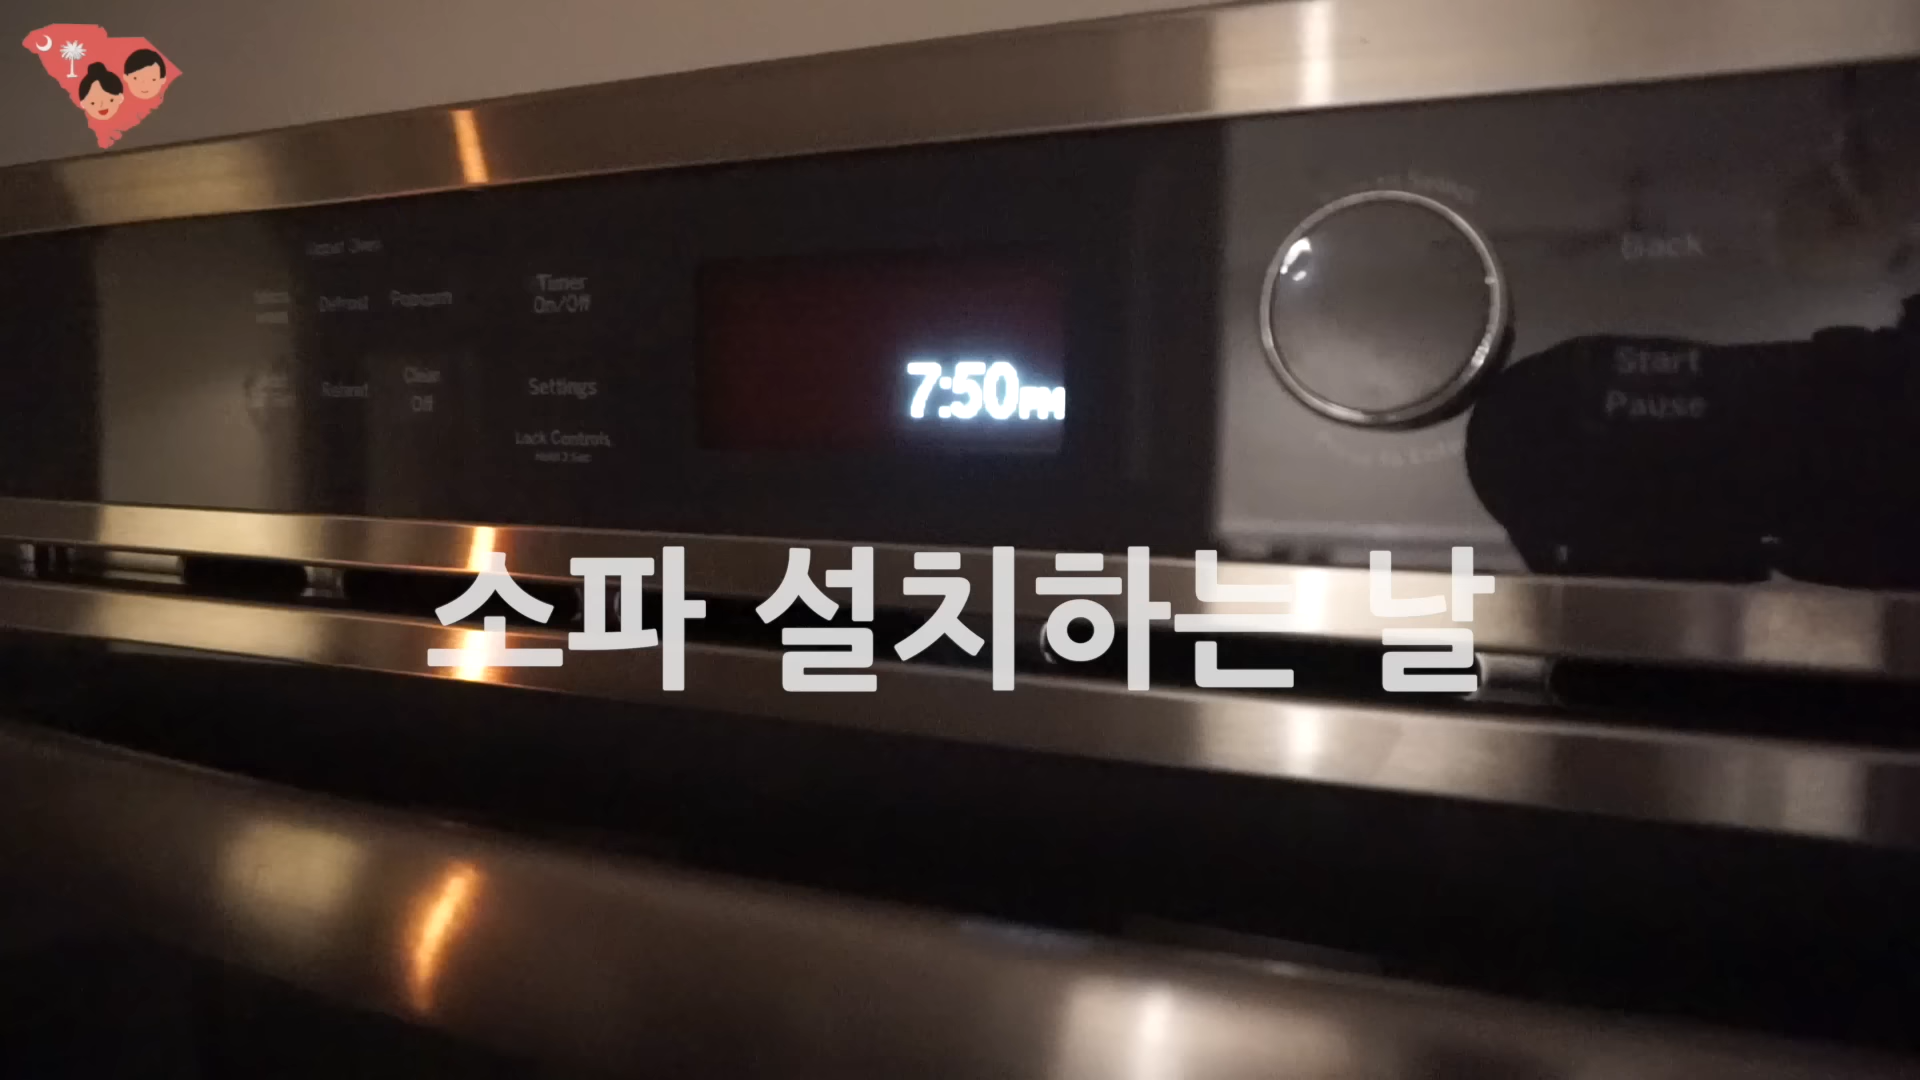 Defrost
Popcorn
Timer
On/Off
Back
Settings
Lock Controls
7:50PM
Start
Pause
소파 설치하는 날